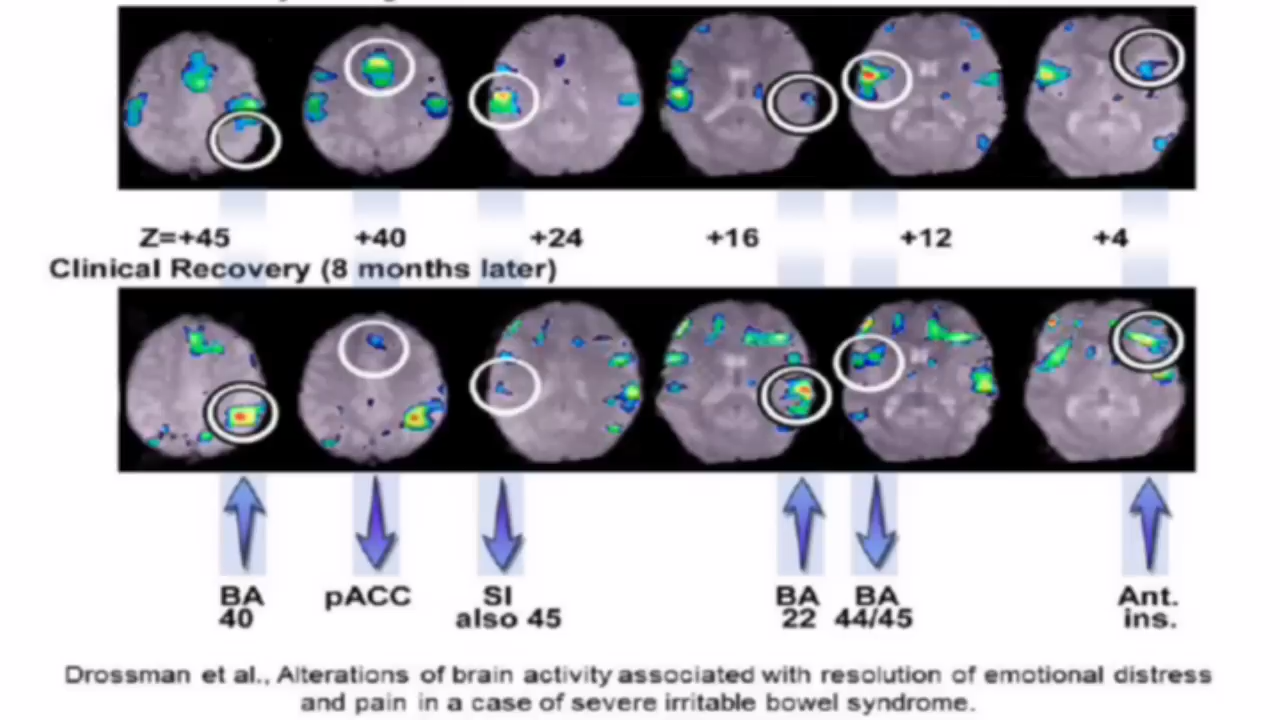 Z=+45 +40 +24 +16 +12 +4
Clinical Recovery (8 months later)
BA pACC SI BA BA Ant.
40 also 45 22 44/45 ins.
Drossman et al., Alterations of brain activity associated with resolution of emotional distress
and pain in a case of severe irritable bowel syndrome.